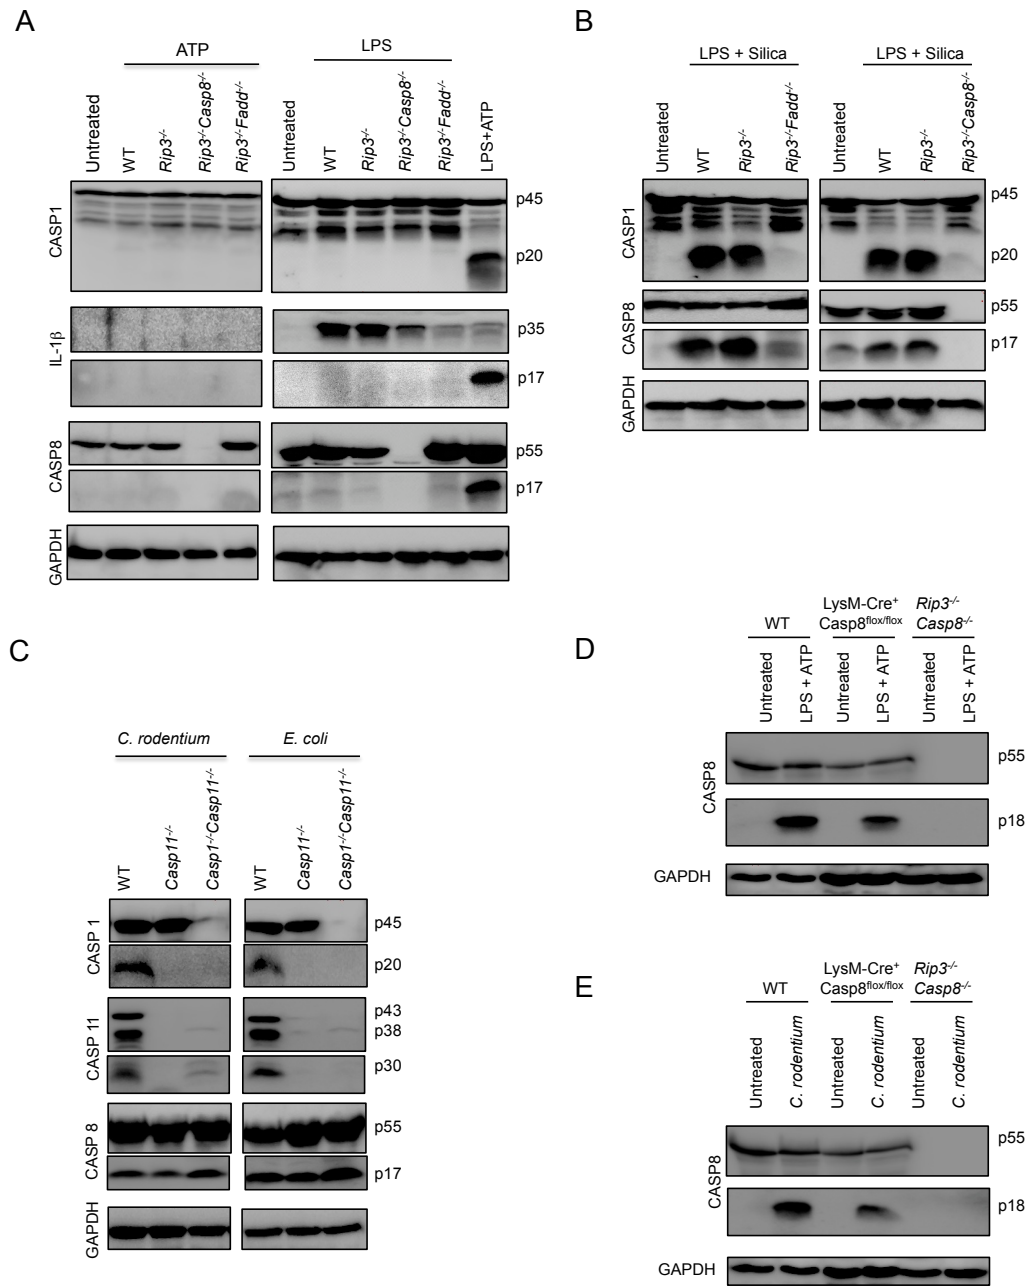 A
ATP
LPS
Untreated
WT
Rip3-/-
Rip3-/-Casp8-/-
Rip3-/-Fadd-/-
Untreated
WT
Rip3-/-
Rip3-/-Casp8-/-
Rip3-/-Fadd-/-
LPS+ATP
CASP1
p45
p20
IL-1β
p35
p17
CASP8
p55
p17
GAPDH
B
LPS + Silica
LPS + Silica
Untreated
WT
Rip3-/-
Rip3-/-Fadd-/-
Untreated
WT
Rip3-/-
Rip3-/-Casp8-/-
CASP1
p45
p20
CASP8
p55
p17
GAPDH
C
C. rodentium
E. coli
WT
Casp11-/-
Casp1-/-Casp11-/-
WT
Casp11-/-
Casp1-/-Casp11-/-
CASP 1
p45
p20
CASP 11
p43
p38
p30
CASP 8
p55
p17
GAPDH
D
WT
LysM-Cre+
Casp8flox/flox
Rip3-/-
Casp8-/-
Untreated
LPS + ATP
Untreated
LPS + ATP
Untreated
LPS + ATP
CASP8
p55
p18
GAPDH
E
WT
LysM-Cre+
Casp8flox/flox
Rip3-/-
Casp8-/-
Untreated
C. rodentium
Untreated
C. rodentium
Untreated
C. rodentium
CASP8
p55
p18
GAPDH